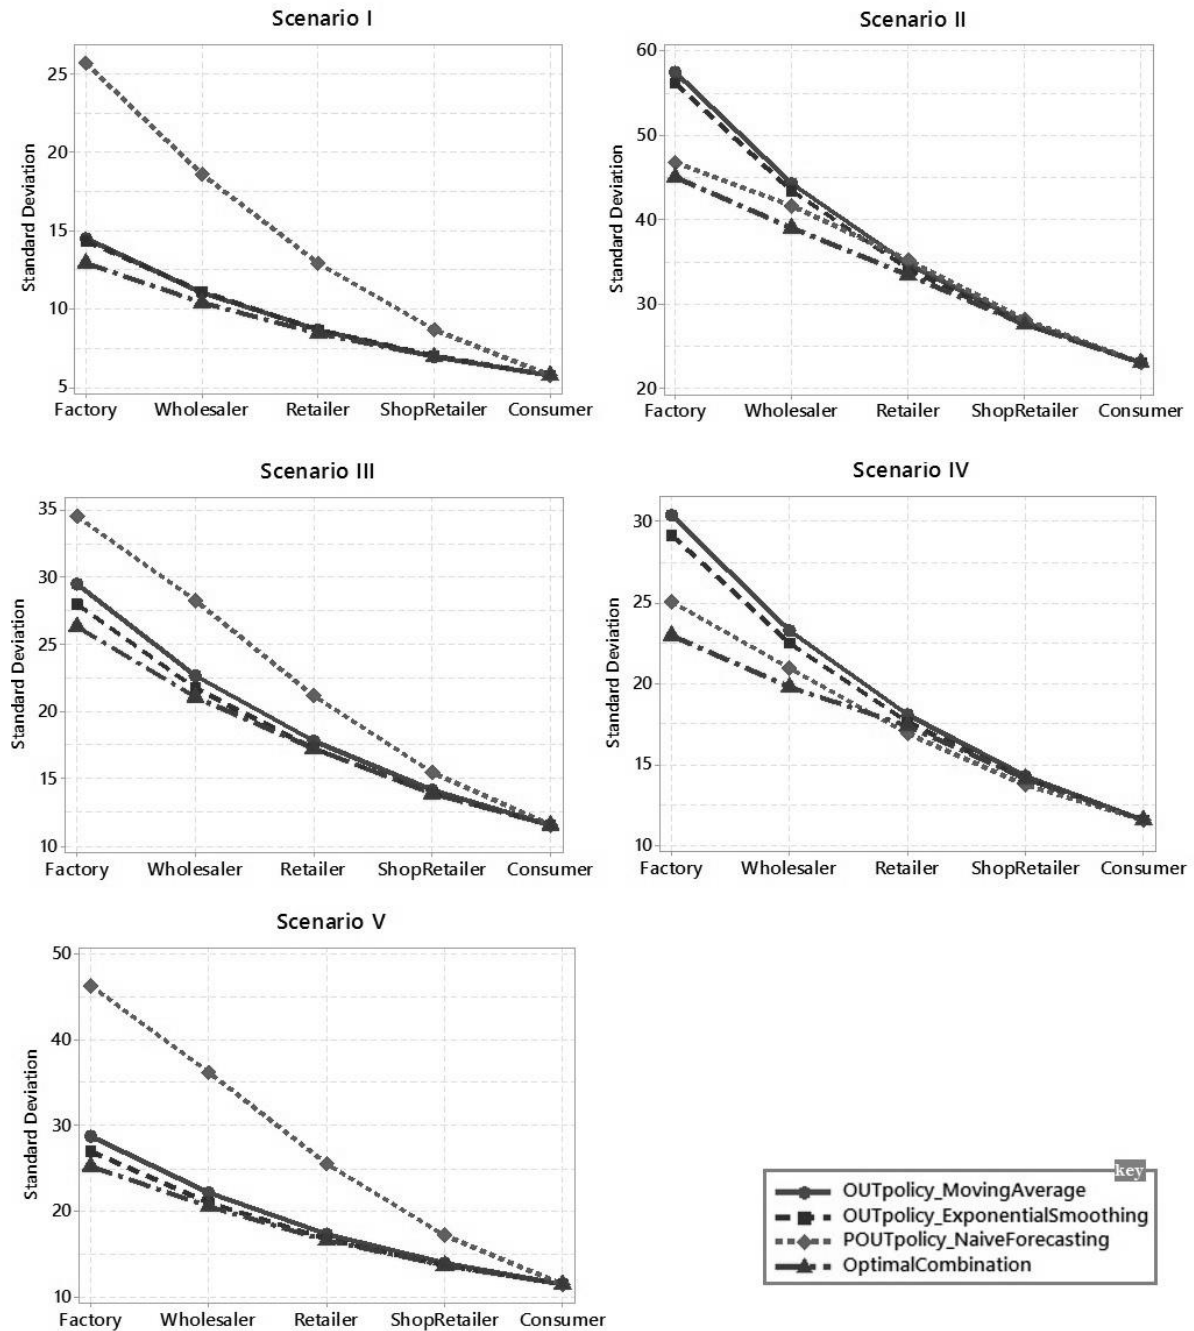 Scenario I
Standard Deviation
25
20
15
10
5
Factory Wholesaler Retailer ShopRetailer Consumer
Scenario II
Standard Deviation
60
50
40
30
20
Factory Wholesaler Retailer ShopRetailer Consumer
Scenario III
Standard Deviation
35
30
25
20
15
10
Factory Wholesaler Retailer ShopRetailer Consumer
Scenario IV
Standard Deviation
30
25
20
15
10
Factory Wholesaler Retailer ShopRetailer Consumer
Scenario V
Standard Deviation
50
40
30
20
10
Factory Wholesaler Retailer ShopRetailer Consumer
key
OUTpolicy_MovingAverage
OUTpolicy_ExponentialSmoothing
POUTpolicy_NaiveForecasting
OptimalCombination